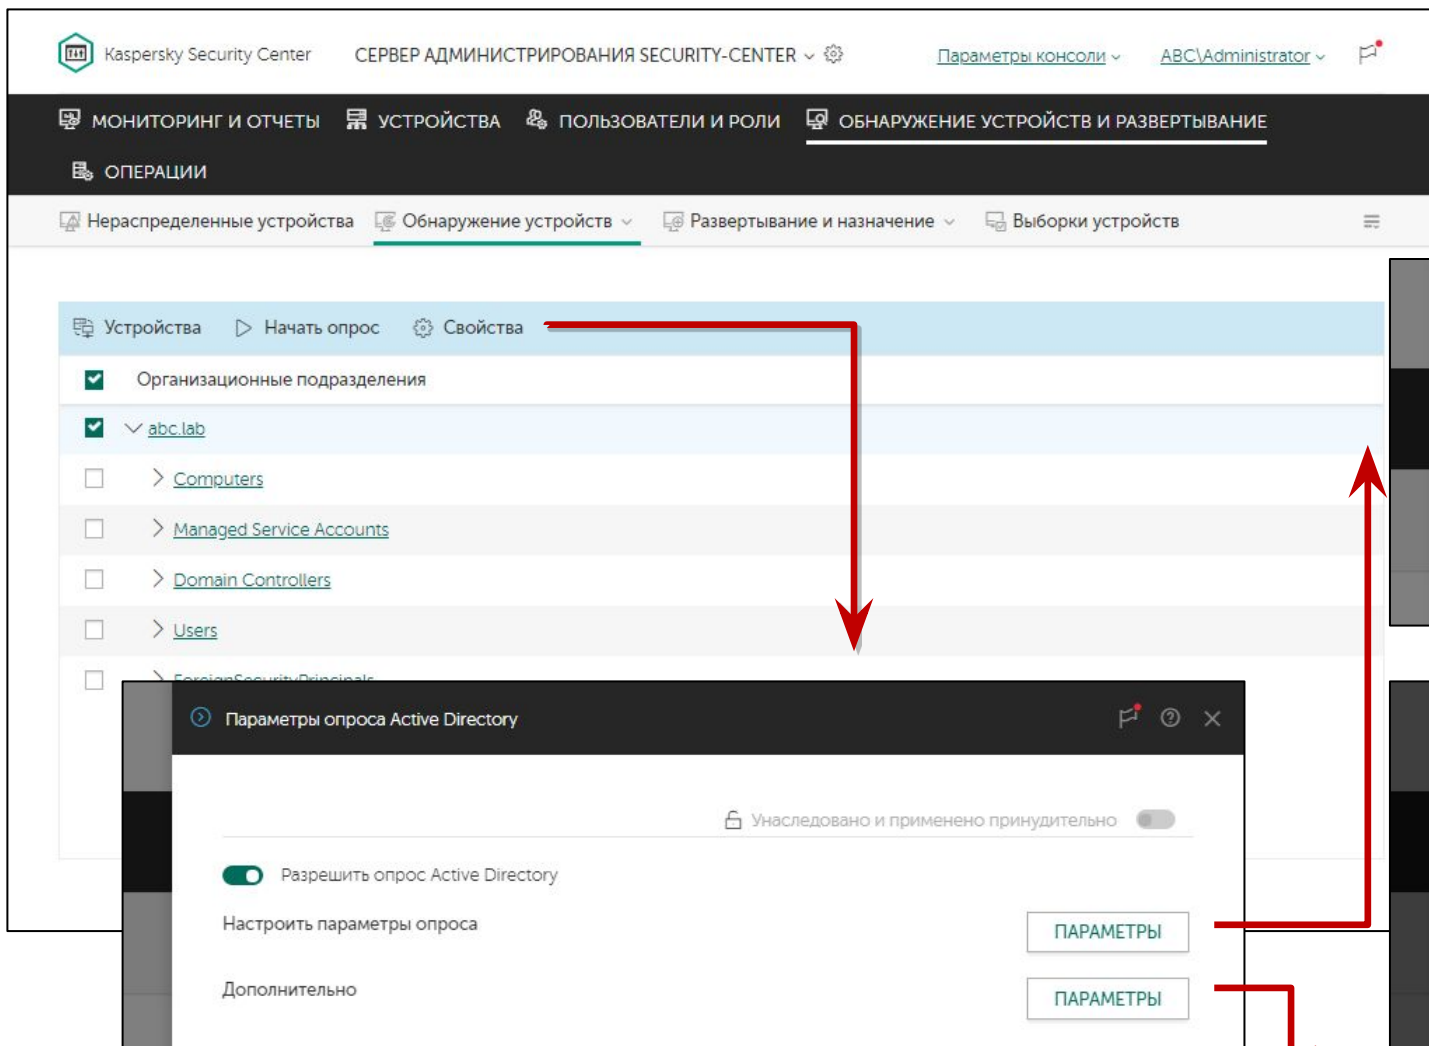 Kaspersky Security Center СЕРВЕР АДМИНИСТРИРОВАНИЯ SECURITY-CENTER Параметры консоли ABC\Administrator
МОНИТОРИНГ И ОТЧЕТЫ УСТРОЙСТВА ПОЛЬЗОВАТЕЛИ И РОЛИ ОБНАРУЖЕНИЕ УСТРОЙСТВ И РАЗВЕРТЫВАНИЕ
ОПЕРАЦИИ
Нераспределенные устройства Обнаружение устройств Развертывание и назначение Выборки устройств
Устройства Начать опрос Свойства
Организационные подразделения
abc.lab
Computers
Managed Service Accounts
Domain Controllers
Users
ForeignSecurityPrincipals
Параметры опроса Active Directory
Унаследовано и применено принудительно
Разрешить опрос Active Directory
Настроить параметры опроса ПАРАМЕТРЫ
Дополнительно ПАРАМЕТРЫ